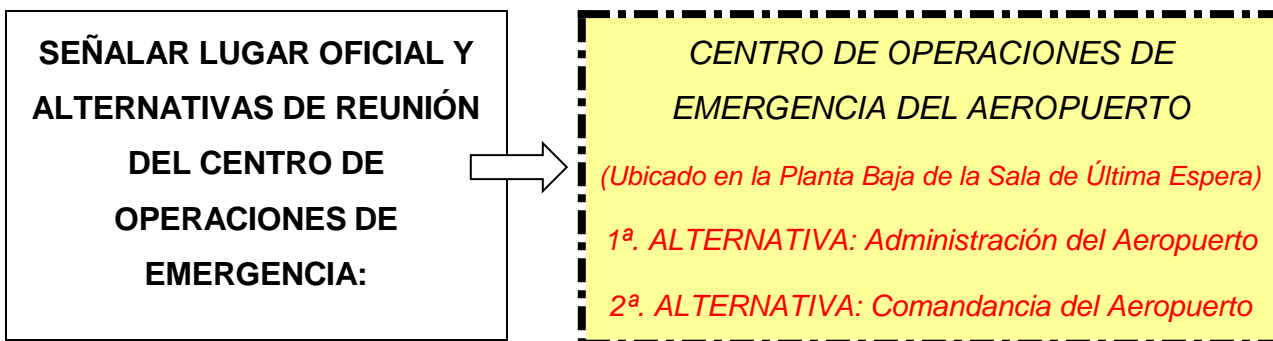 SEÑALAR LUGAR OFICIAL Y
ALTERNATIVAS DE REUNIÓN
DEL CENTRO DE
OPERACIONES DE
EMERGENCIA:
CENTRO DE OPERACIONES DE
EMERGENCIA DEL AEROPUERTO
(Ubicado en la Planta Baja de la Sala de Última Espera)
1ª. ALTERNATIVA: Administración del Aeropuerto
2ª. ALTERNATIVA: Comandancia del Aeropuerto